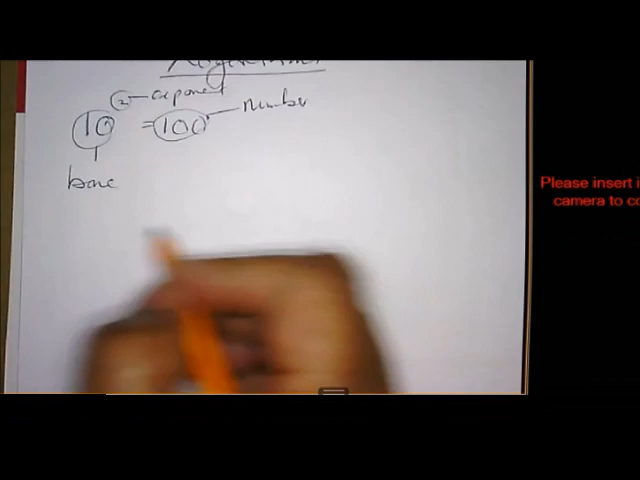 ② — exponent
10 = 100 — number
base
Please insert i
camera to co